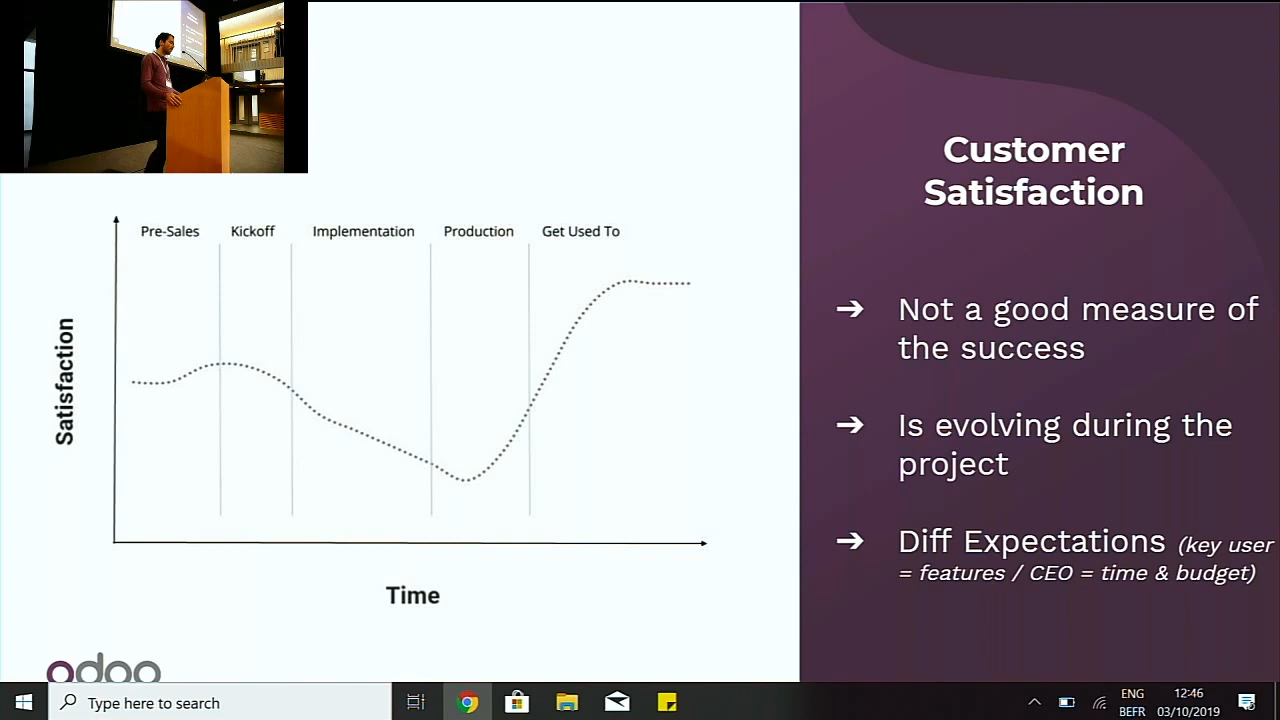 Customer
Satisfaction
Pre-Sales
Kickoff
Implementation
Production
Get Used To
Satisfaction
Time
➔ Not a good measure of
the success
➔ Is evolving during the
project
➔ Diff Expectations (key user
= features / CEO = time & budget)
odoo
Type here to search
ENG
BEFR
12:46
03/10/2019